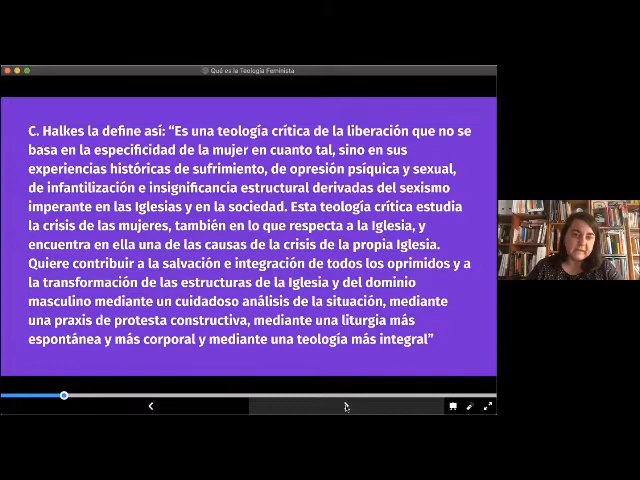 Qué es la Teología Feminista
C. Halkes la define así: “Es una teología crítica de la liberación que no se
basa en la especificidad de la mujer en cuanto tal, sino en sus
experiencias históricas de sufrimiento, de opresión psíquica y sexual,
de infantilización e insignificancia estructural derivadas del sexismo
imperante en las Iglesias y en la sociedad. Esta teología crítica estudia
la crisis de las mujeres, también en lo que respecta a la Iglesia, y
encuentra en ella una de las causas de la crisis de la propia Iglesia.
Quiere contribuir a la salvación e integración de todos los oprimidos y a
la transformación de las estructuras de la Iglesia y del dominio
masculino mediante un cuidadoso análisis de la situación, mediante
una praxis de protesta constructiva, mediante una liturgia más
espontánea y más corporal y mediante una teología más integral”